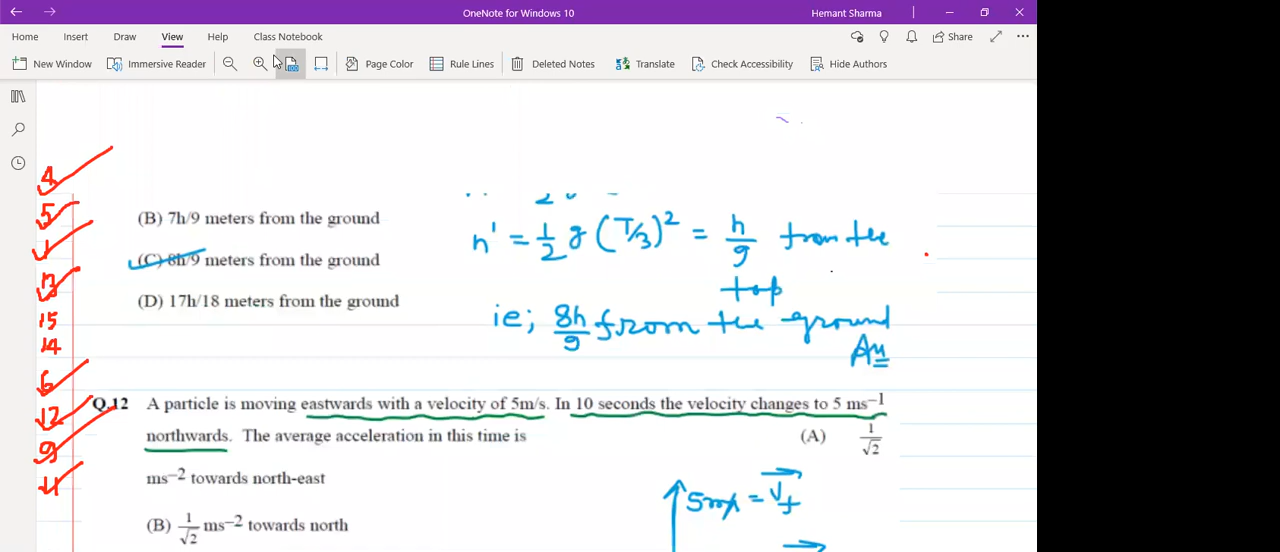 OneNote for Windows 10
Hemant Sharma
Home Insert Draw View Help Class Notebook
Share
New Window Immersive Reader Page Color Rule Lines Deleted Notes Translate Check Accessibility Hide Authors
4
5
1
13
15
14
6
12
9
4
(B) 7h/9 meters from the ground
(C) 8h/9 meters from the ground
(D) 17h/18 meters from the ground
h' = 1/2 g (T/3)² = h/9 from the
top
ie; 8h/9 from the ground
Q.12 A particle is moving eastwards with a velocity of 5m/s. In 10 seconds the velocity changes to 5 ms⁻¹
northwards. The average acceleration in this time is (A) 1/√2
ms⁻² towards north-east
(B) 1/√2 ms⁻² towards north
5m/s = Vf